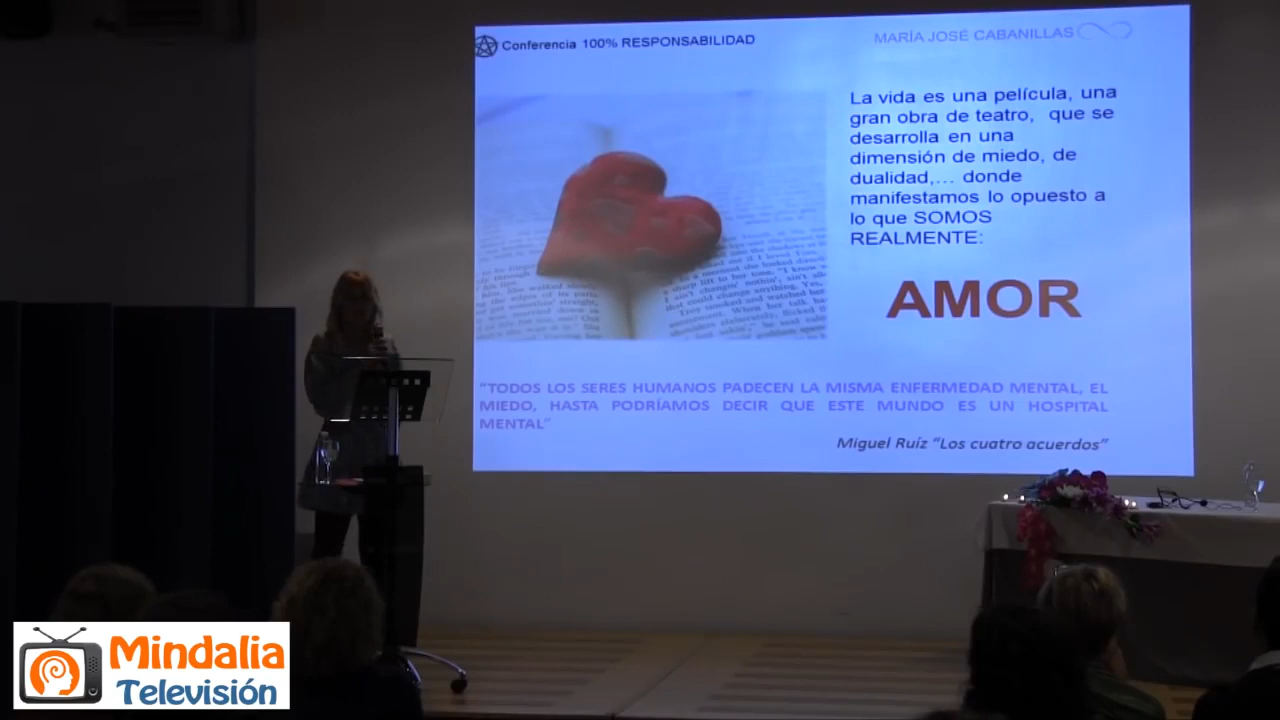 Conferencia 100% RESPONSABILIDAD
MARÍA JOSÉ CABANILLAS
La vida es una película, una
gran obra de teatro, que se
desarrolla en una
dimensión de miedo, de
dualidad,... donde
manifestamos lo opuesto a
lo que SOMOS
REALMENTE:
AMOR
"TODOS LOS SERES HUMANOS PADECEN LA MISMA ENFERMEDAD MENTAL, EL
MIEDO, HASTA PODRÍAMOS DECIR QUE ESTE MUNDO ES UN HOSPITAL
MENTAL"
Miguel Ruíz "Los cuatro acuerdos"
Mindalia
Televisión